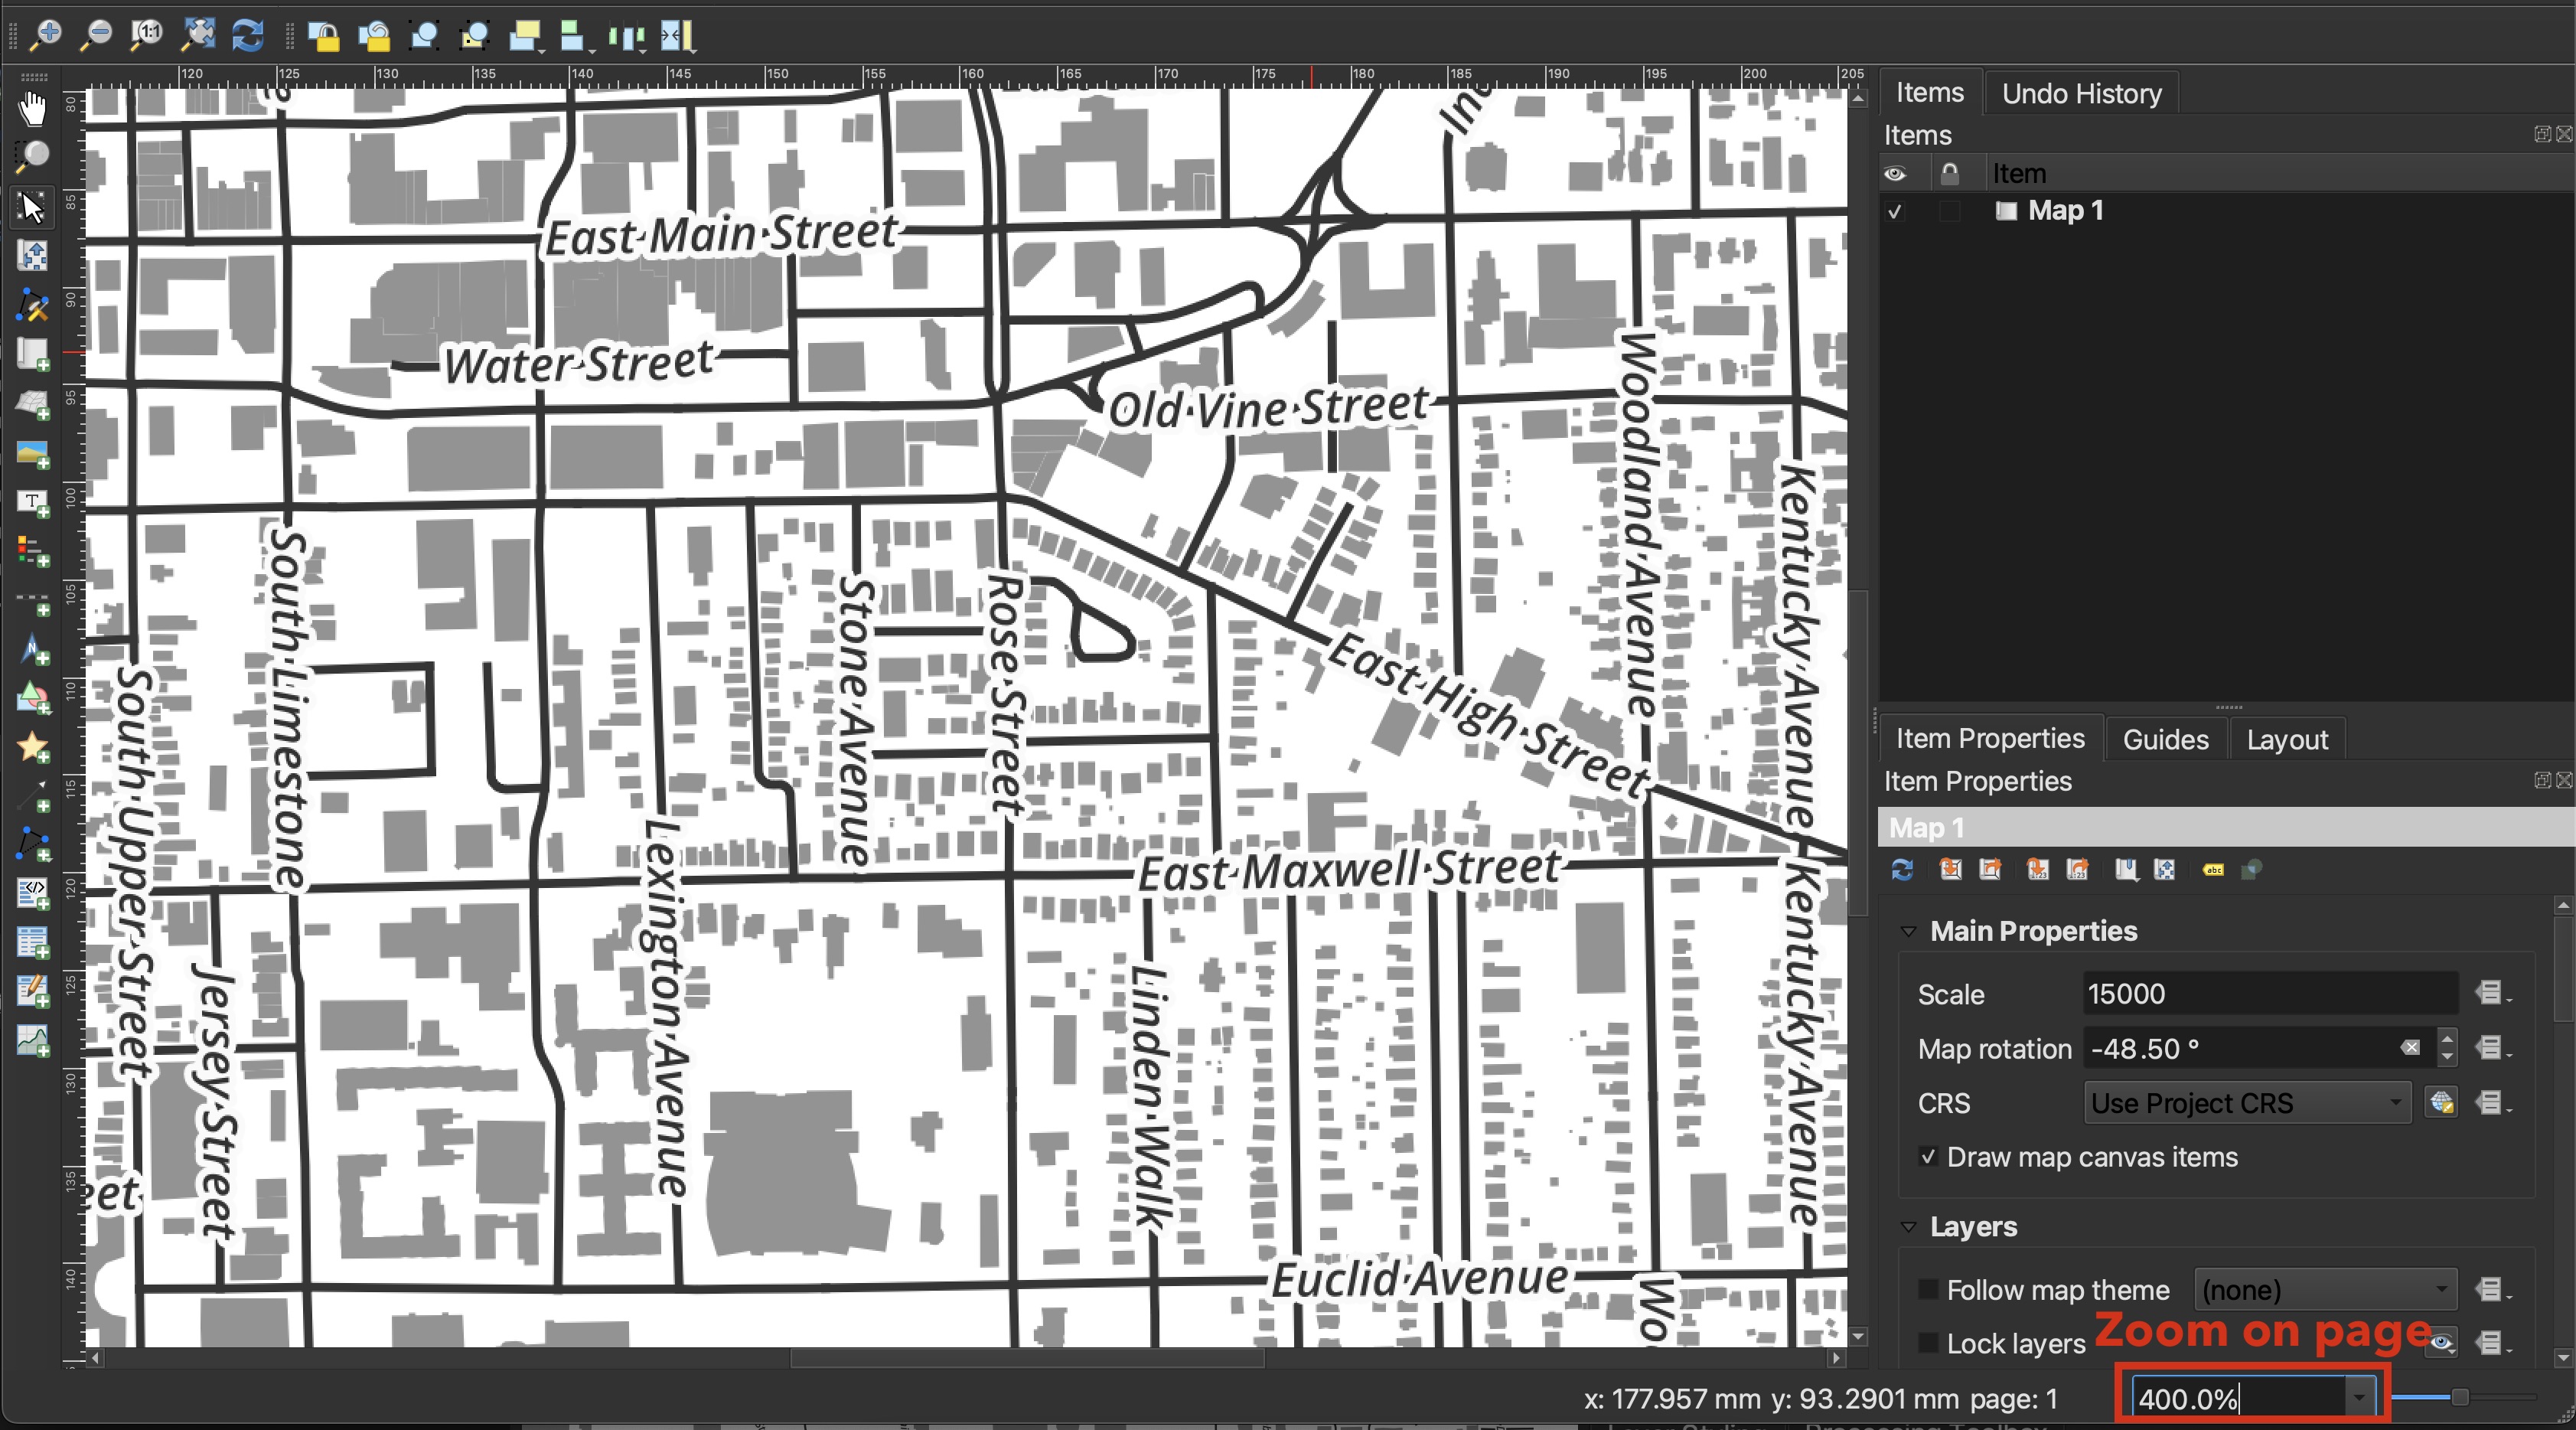 1:1
120 125 130 135 140 145 150 155 160 165 170 175 180 185 190 195 200 205
80
85
90
95
100
105
110
115
120
125
130
135
140
East Main Street
Water Street
Old Vine Street
Woodland Avenue
Kentucky Avenue
South Limestone
Stone Avenue
Rose Street
East High Street
South Upper Street
Lexington Avenue
East Maxwell Street
Kentucky Avenue
Jersey Street
Linden Walk
eet
Euclid Avenue
Wo
Items
Undo History
Items
Item
Map 1
Item Properties
Guides
Layout
Item Properties
Map 1
abc
Main Properties
Scale 15000
Map rotation -48.50 °
CRS Use Project CRS
Draw map canvas items
Layers
Follow map theme (none)
Lock layers
Zoom on page
x: 177.957 mm y: 93.2901 mm page: 1
400.0%